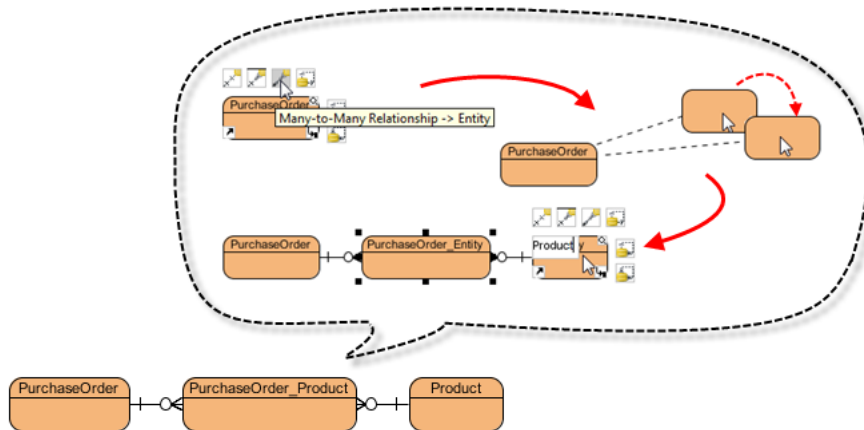 PurchaseOrder
Many-to-Many Relationship -> Entity
PurchaseOrder
PurchaseOrder
PurchaseOrder_Entity
Product y
PurchaseOrder
PurchaseOrder_Product
Product